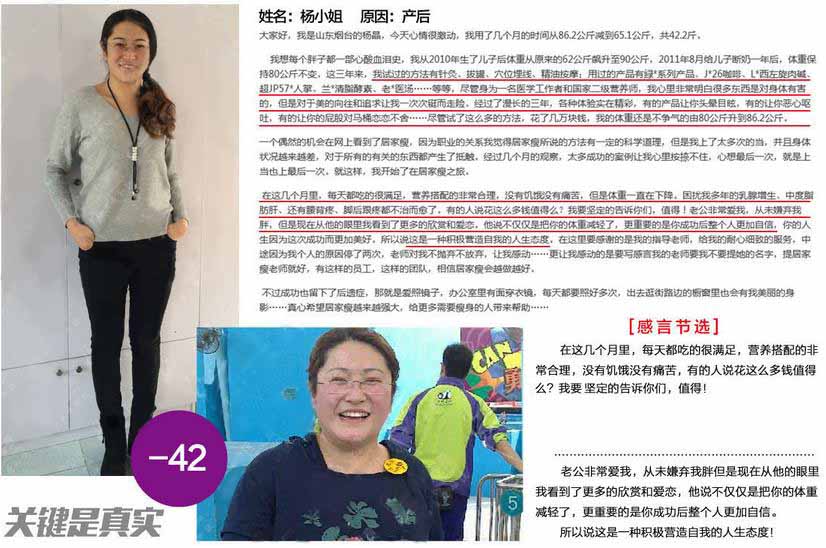 姓名：杨小姐　原因：产后
大家好，我是山东烟台的杨晶，今天心情很激动，我用了几个月的时间从86.2公斤减到65.1公斤，共42.2斤，
我想每个胖子都一部心酸血泪史，我从2010年生了儿子后体重从原来的62公斤飙升至90公斤，2011年8月给儿子断奶一年后，体重保
持80公斤不变，这三年来，我试过的方法有针灸、拔罐、穴位埋线、精油按摩；用过的产品有绿*系列产品、J*26咖啡、L*西左旋肉碱、
超JP57*人掌、兰*清脂酵素、老*医汤……等等，尽管身为一名医学工作者和国家二级营养师，我心里非常明白很多东西是对身体有害
的，但是对于美的向往和追求让我一次次铤而走险。经过了漫长的三年，各种体验实在精彩，有的产品让你头晕目眩，有的让你恶心呕
吐，有的让你的屁股对马桶恋恋不舍……尽管试了这么多的方法，花了几万块钱，我的体重还是不争气的由80公斤升到86.2公斤。
一个偶然的机会在网上看到了居家瘦，因为职业的关系我觉得居家瘦所说的方法有一定的科学道理，但是我上了太多次的当，并且身体
状况越来越差，对于所有的有关的东西都产生了抵触。经过几个月的观察，太多成功的案例让我心里按捺不住，心想最后一次，就是上
当也上最后一次。就这样，我开始了在居家瘦之旅。
在这几个月里，每天都吃的很满足，营养搭配的非常合理，没有饥饿没有痛苦，但是体重一直在下降。困扰我多年的乳腺增生、中度脂
肪肝、还有腰背疼、脚后跟疼都不治而愈了，有的人说花这么多钱值得么？我要坚定的告诉你们，值得！老公非常爱我，从未嫌弃我
胖，但是现在从他的眼里我看到了更多的欣赏和爱恋，他说不仅仅是把你的体重减轻了，更重要的是你成功后整个人更加自信，你的人
生因为这次成功而更加美好。所以说这是一种积极营造自我的人生态度。在这里要感谢的是我的指导老师，给我的耐心细致的服务，中
途因为我个人的原因停了两次，老师对我不抛弃不放弃，让我感动……更让我感动的是要写感言我的老师要我不要提她的名字，提居家
瘦老师就好，有这样的员工，这样的团队，相信居家瘦会越做越好。
不过成功也留下了后遗症，那就是爱照镜子，办公室里有面穿衣镜，每天都要照好多次，出去逛街路边的橱窗里也会有我美丽的身
影……真心希望居家瘦越来越强大，给更多需要瘦身的人带来帮助……
[感言节选]
在这几个月里，每天都吃的很满足，营养搭配的非
常合理，没有饥饿没有痛苦，有的人说花这么多钱值得
么？我要 坚定的告诉你们，值得！
老公非常爱我，从未嫌弃我胖但是现在从他的眼里
我看到了更多的欣赏和爱恋，他说不仅仅是把你的体重
减轻了，更重要的是你成功后整个人更加自信。
所以说这是一种积极营造自我的人生态度！
CAN
勇
5
-42
关键是真实